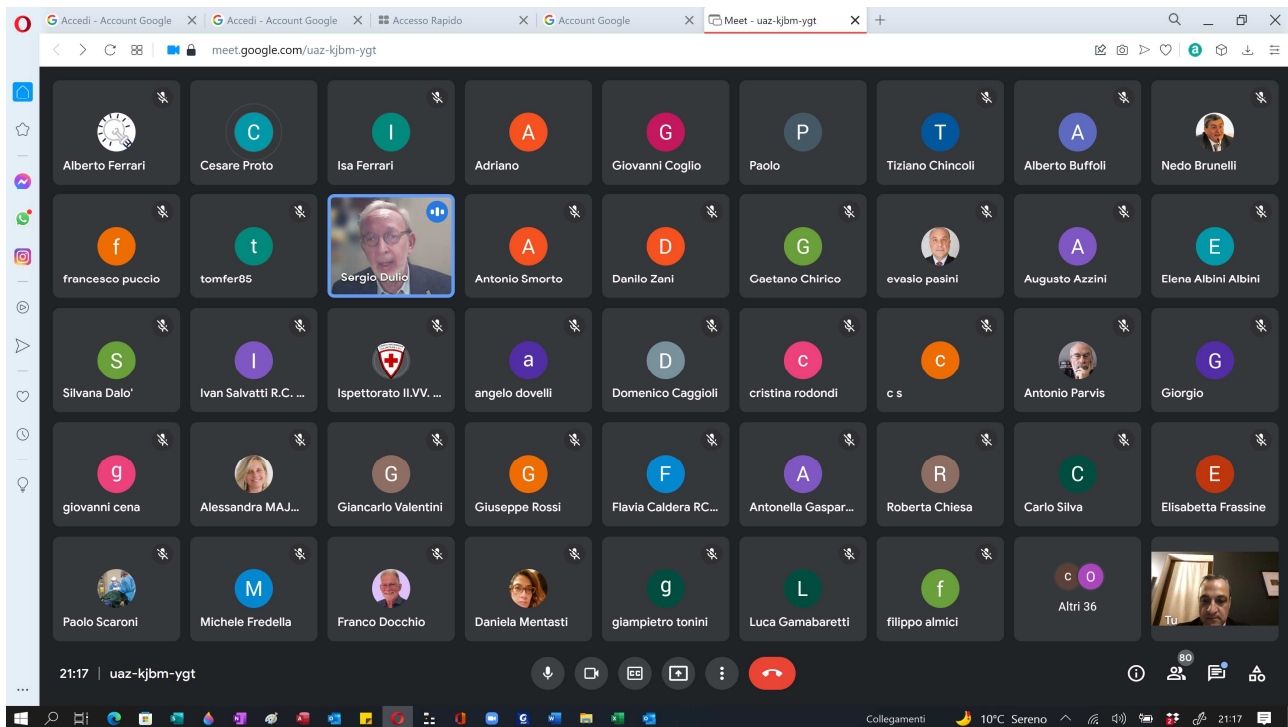 Accedi - Account Google
Accedi - Account Google
Accesso Rapido
Account Google
Meet - uaz-kjbm-ygt
meet.google.com/uaz-kjbm-ygt
Alberto Ferrari
C
Cesare Proto
I
Isa Ferrari
A
Adriano
G
Giovanni Coglio
P
Paolo
T
Tiziano Chincoli
A
Alberto Buffoli
Nedo Brunelli
f
francesco puccio
t
tomfer85
Sergio Dulio
A
Antonio Smorto
D
Danilo Zani
G
Gaetano Chirico
evasio pasini
A
Augusto Azzini
E
Elena Albini Albini
S
Silvana Dalo'
I
Ivan Salvatti R.C. ...
Ispettorato II.VV. ...
a
angelo dovelli
D
Domenico Caggioli
c
cristina rodondi
c
c s
Antonio Parvis
G
Giorgio
g
giovanni cena
Alessandra MAJ...
G
Giancarlo Valentini
G
Giuseppe Rossi
F
Flavia Caldera RC...
A
Antonella Gaspar...
R
Roberta Chiesa
C
Carlo Silva
E
Elisabetta Frassine
Paolo Scaroni
M
Michele Fredella
Franco Docchio
Daniela Mentasti
g
giampietro tonini
L
Luca Gamabaretti
f
filippo almici
c O
Altri 36
Tu
21:17 | uaz-kjbm-ygt
80
Collegamenti
10°C Sereno
21:17